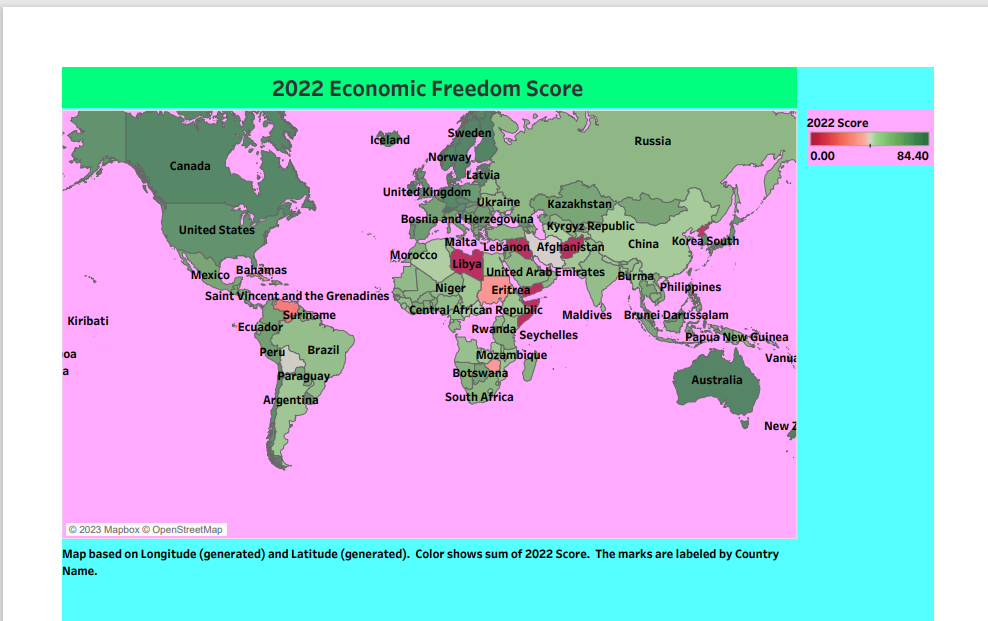 2022 Economic Freedom Score
2022 Score
0.00 84.40
Iceland
Sweden
Russia
Canada
Norway
Latvia
United Kingdom
Ukraine
Kazakhstan
Bosnia and Herzegovina
Kyrgyz Republic
United States
Malta
Lebanon
Afghanistan
China
Korea South
Morocco
Libya
Mexico
Bahamas
United Arab Emirates
Burma
Niger
Eritrea
Philippines
Saint Vincent and the Grenadines
Central African Republic
Suriname
Maldives
Brunei Darussalam
Kiribati
Ecuador
Rwanda
Seychelles
Papua New Guinea
oa
Peru
Brazil
Mozambique
Vanua
a
Paraguay
Botswana
Australia
Argentina
South Africa
New Z
© 2023 Mapbox © OpenStreetMap
Map based on Longitude (generated) and Latitude (generated). Color shows sum of 2022 Score. The marks are labeled by Country
Name.